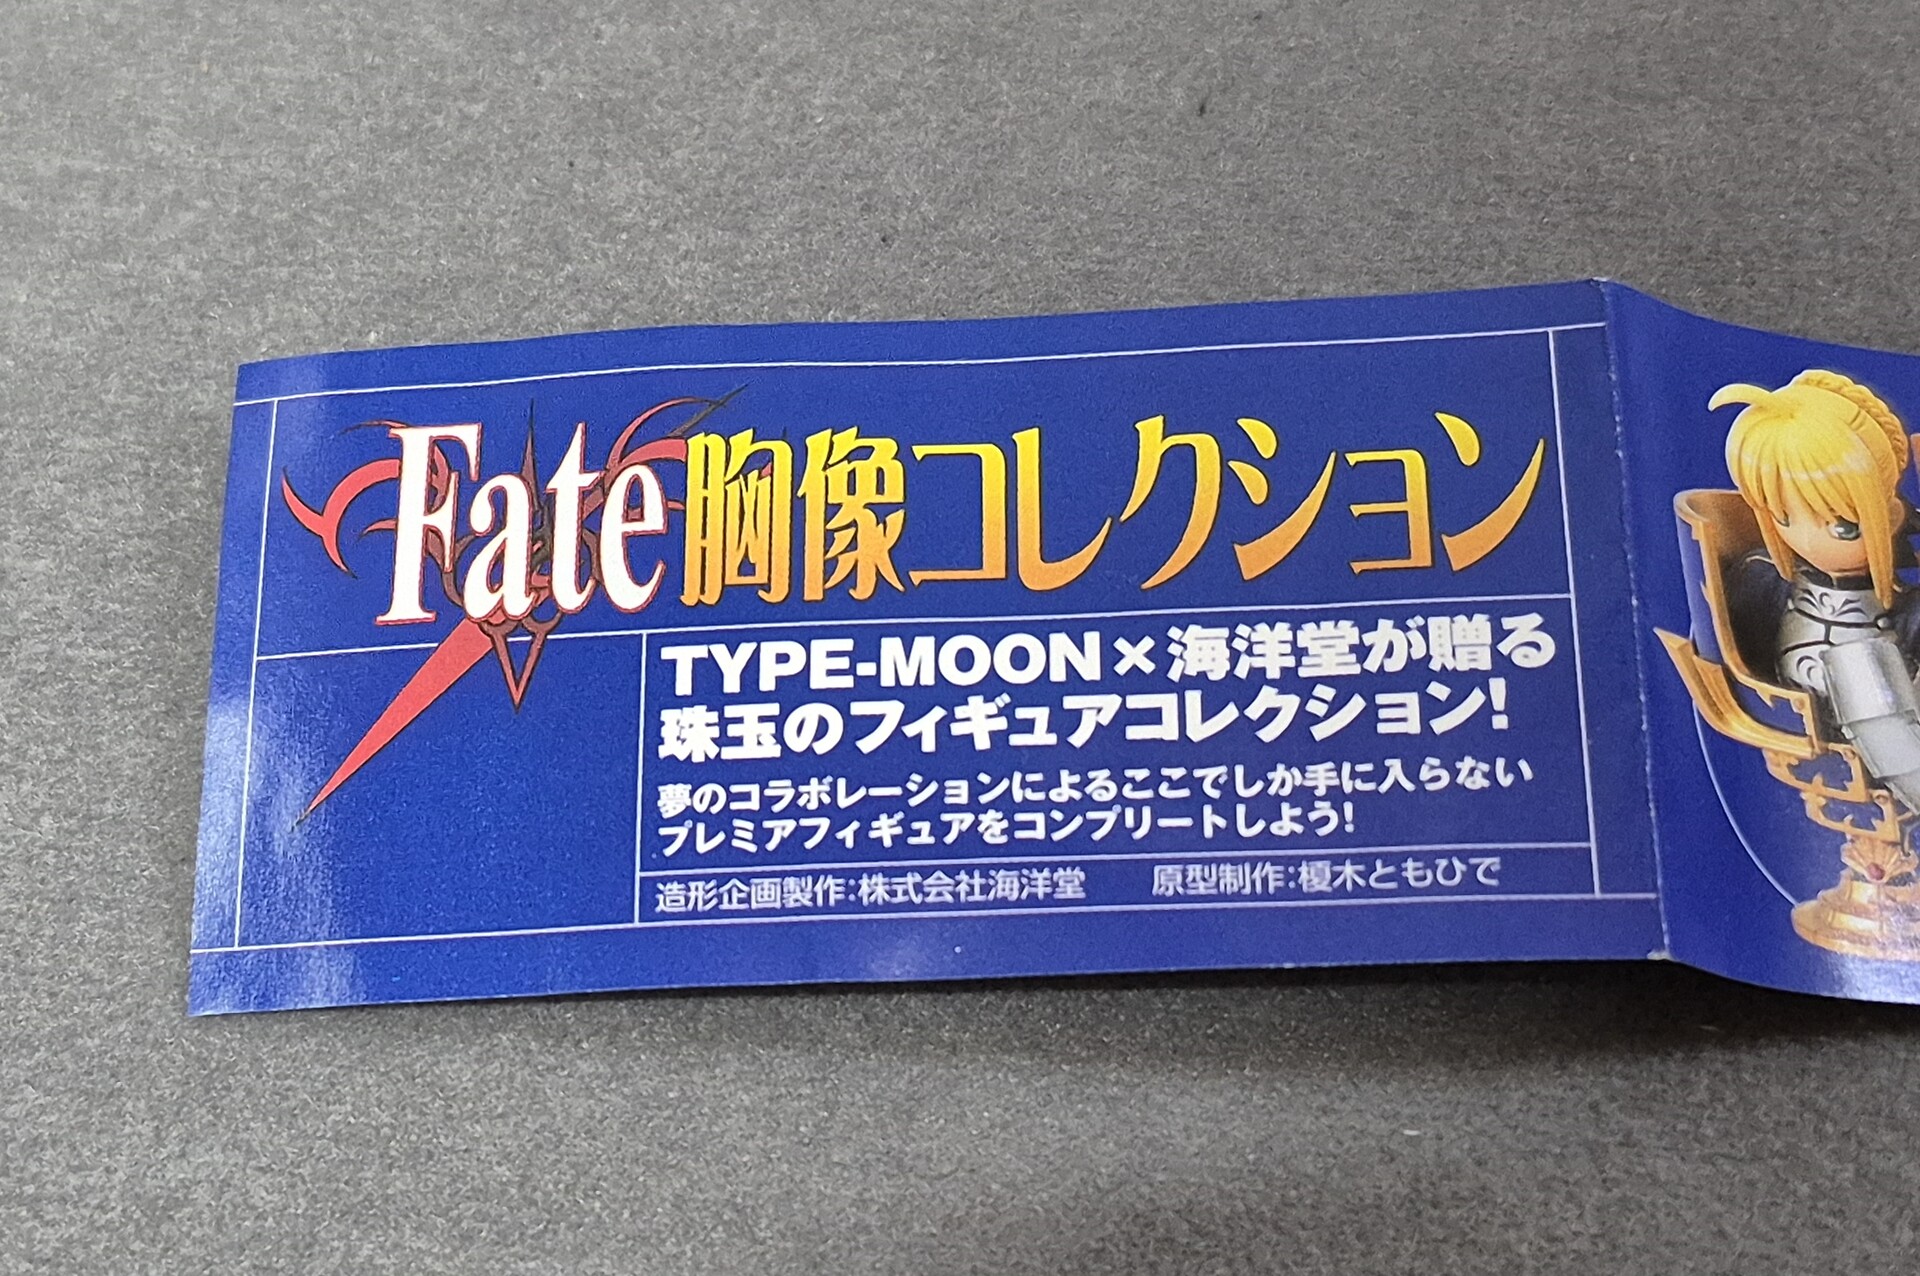 Fate胸像コレクション
TYPE-MOON×海洋堂が贈る
珠玉のフィギュアコレクション!
夢のコラボレーションによるここでしか手に入らない
プレミアフィギュアをコンプリートしよう!
造形企画製作:株式会社海洋堂　原型制作:榎木ともひで